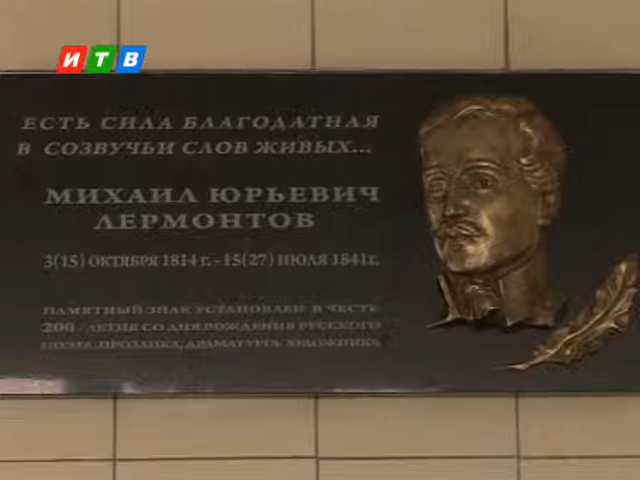 ИТВ
ЕСТЬ СИЛА БЛАГОДАТНАЯ
В СОЗВУЧЬИ СЛОВ ЖИВЫХ...
МИХАИЛ ЮРЬЕВИЧ
ЛЕРМОНТОВ
3(15) ОКТЯБРЯ 1814 г. - 15(27) ИЮЛЯ 1841 г.
ПАМЯТНЫЙ ЗНАК УСТАНОВЛЕН В ЧЕСТЬ
200-ЛЕТИЯ СО ДНЯ РОЖДЕНИЯ РУССКОГО
ПОЭТА, ПРОЗАИКА, ДРАМАТУРГА, ХУДОЖНИКА